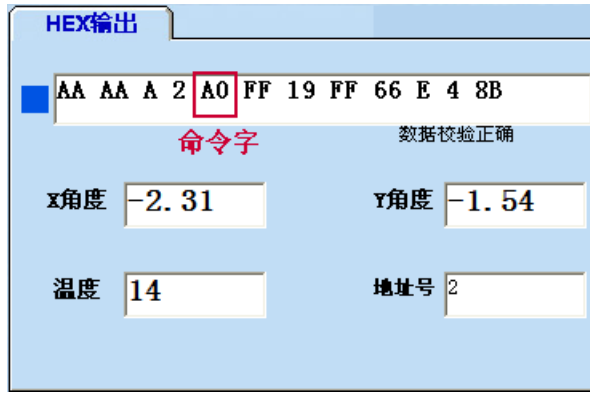 HEX输出
AA AA A 2 A0 FF 19 FF 66 E 4 8B
命令字
数据校验正确
X角度 -2.31 Y角度 -1.54
温度 14 地址号 2